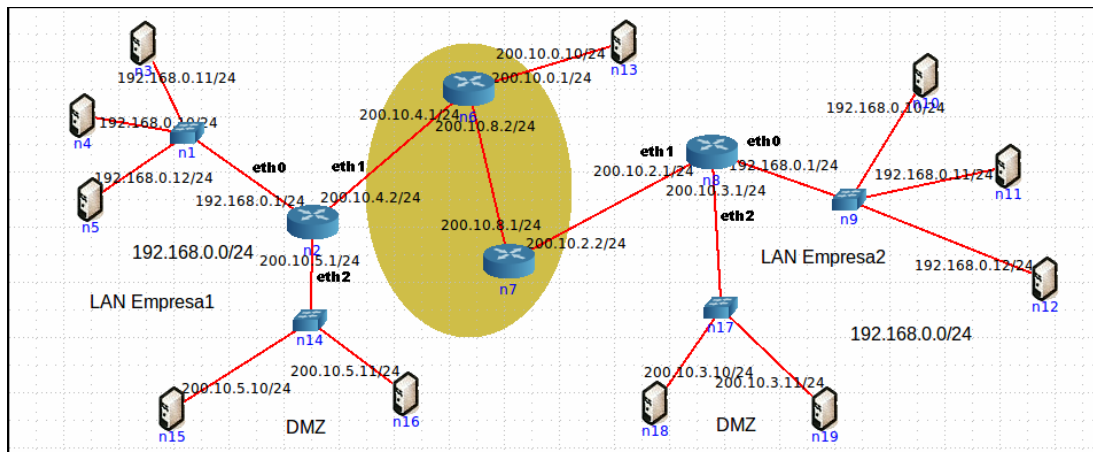 n3
192.168.0.11/24
n4
192.168.0.10/24
n1
n5
192.168.0.12/24
eth0
192.168.0.1/24
n2
192.168.0.0/24
LAN Empresa1
eth1
200.10.4.2/24
200.10.5.1/24
eth2
n14
200.10.5.10/24
n15
200.10.5.11/24
n16
DMZ
200.10.0.10/24
n13
200.10.0.1/24
n6
200.10.4.1/24
200.10.8.2/24
200.10.8.1/24
n7
200.10.2.2/24
200.10.2.1/24
eth1
eth0
n8
192.168.0.1/24
200.10.3.1/24
eth2
n9
192.168.0.10/24
n10
192.168.0.11/24
n11
192.168.0.12/24
n12
LAN Empresa2
192.168.0.0/24
n17
200.10.3.10/24
n18
200.10.3.11/24
n19
DMZ